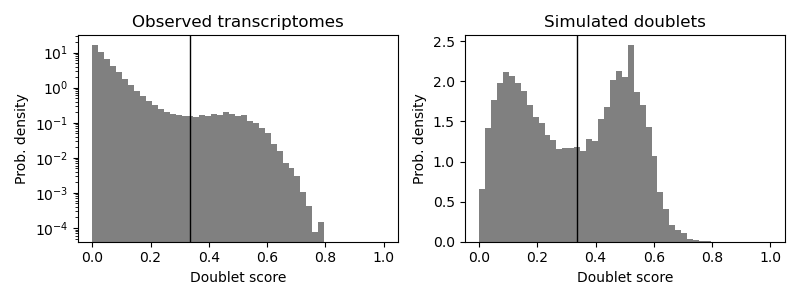 Observed transcriptomes
Prob. density
10¹
10⁰
10⁻¹
10⁻²
10⁻³
10⁻⁴
0.0 0.2 0.4 0.6 0.8 1.0
Doublet score
Simulated doublets
Prob. density
2.5
2.0
1.5
1.0
0.5
0.0
0.0 0.2 0.4 0.6 0.8 1.0
Doublet score